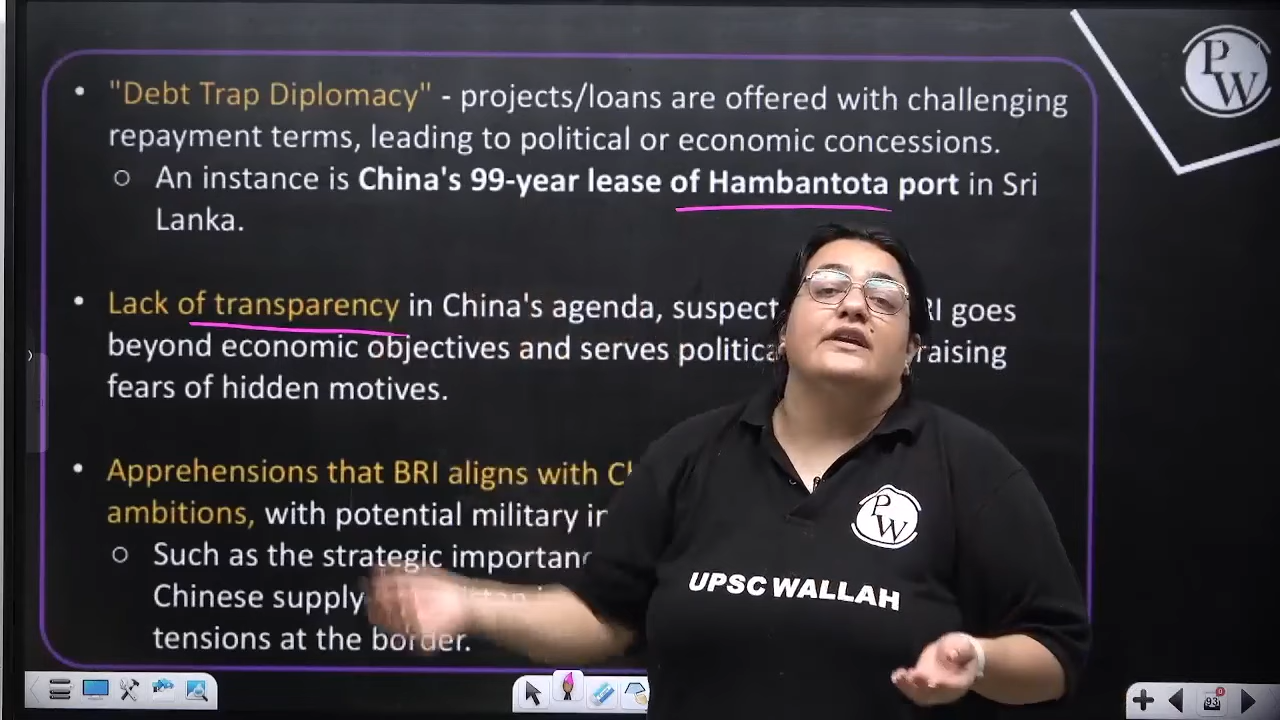 • "Debt Trap Diplomacy" - projects/loans are offered with challenging
repayment terms, leading to political or economic concessions.
○ An instance is China's 99-year lease of Hambantota port in Sri
Lanka.
• Lack of transparency in China's agenda, RI goes
beyond economic objectives and serves raising
fears of hidden motives.
• Apprehensions that BRI aligns with
ambitions, with potential military
○ Such as the strategic
Chinese supply
tensions at the border.
PW
PW
UPSC WALLAH
93